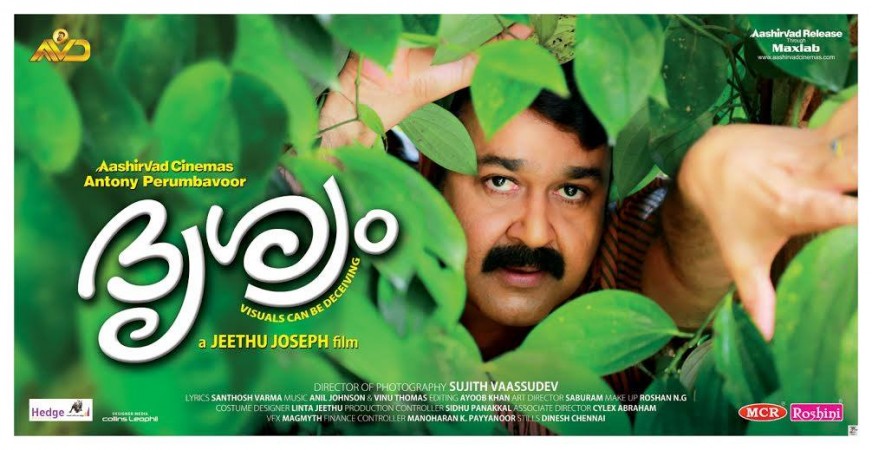 AVD
Aashirvad Release
Through
Maxlab
www.aashirvadcinemas.com
Aashirvad Cinemas
Antony Perumbavoor
ദൃശ്യം
VISUALS CAN BE DECEIVING
a JEETHU JOSEPH film
DIRECTOR OF PHOTOGRAPHY SUJITH VAASSUDEV
LYRICS SANTHOSH VARMA MUSIC ANIL JOHNSON & VINU THOMAS EDITING AYOOB KHAN ART DIRECTOR SABURAM MAKE UP ROSHAN N.G
COSTUME DESIGNER LINTA JEETHU PRODUCTION CONTROLLER SIDHU PANAKKAL ASSOCIATE DIRECTOR CYLEX ABRAHAM
VFX MAGMYTH FINANCE CONTROLLER MANOHARAN K. PAYYANOOR STILLS DINESH CHENNAI
Hedge
DESIGNER MEDIA
collins Leophil
MCR
Roshini